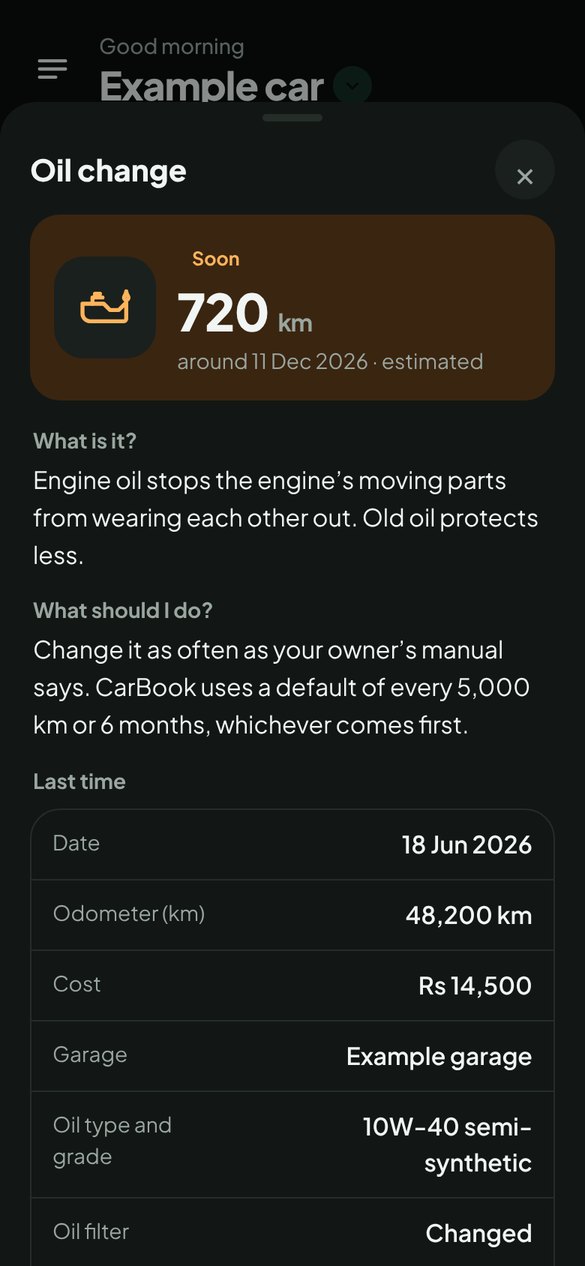 Good morning
Example car
Oil change
Soon
720 km
around 11 Dec 2026 · estimated
What is it?
Engine oil stops the engine’s moving parts
from wearing each other out. Old oil protects
less.
What should I do?
Change it as often as your owner’s manual
says. CarBook uses a default of every 5,000
km or 6 months, whichever comes first.
Last time
Date 18 Jun 2026
Odometer (km) 48,200 km
Cost Rs 14,500
Garage Example garage
Oil type and grade 10W-40 semi-
synthetic
Oil filter Changed